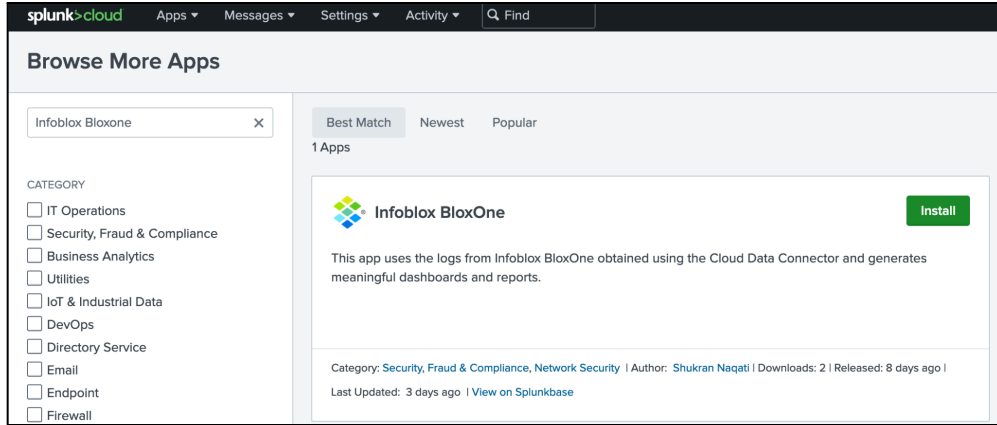 splunk>cloud Apps ▾ Messages ▾ Settings ▾ Activity ▾ Find
Browse More Apps
Infoblox Bloxone
Best Match Newest Popular
1 Apps
CATEGORY
IT Operations
Security, Fraud & Compliance
Business Analytics
Utilities
IoT & Industrial Data
DevOps
Directory Service
Email
Endpoint
Firewall
Infoblox BloxOne
Install
This app uses the logs from Infoblox BloxOne obtained using the Cloud Data Connector and generates
meaningful dashboards and reports.
Category: Security, Fraud & Compliance, Network Security | Author: Shukran Naqati | Downloads: 2 | Released: 8 days ago |
Last Updated: 3 days ago | View on Splunkbase